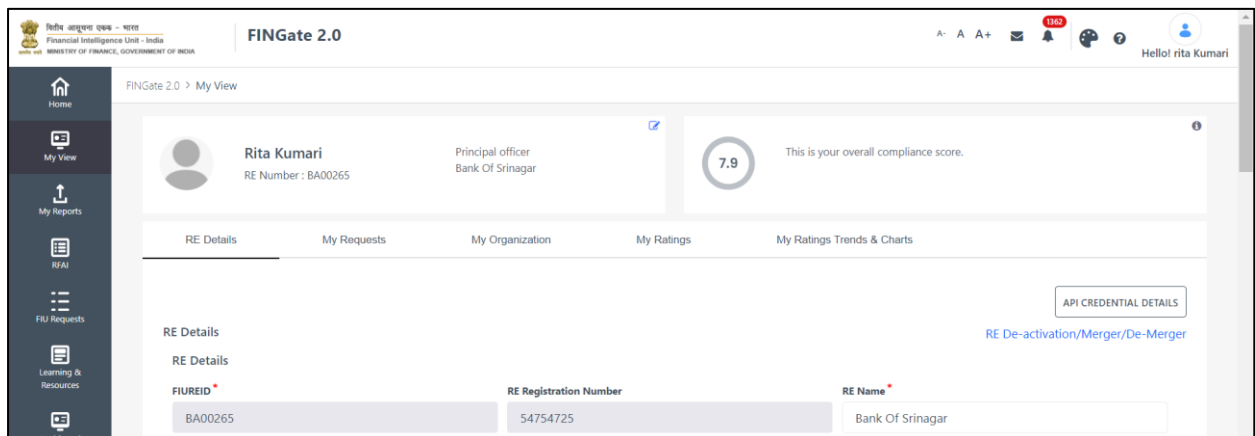 वित्तीय आसूचना एकक - भारत
Financial Intelligence Unit - India
MINISTRY OF FINANCE, GOVERNMENT OF INDIA
FINGate 2.0
A- A A+
1362
Hello! rita Kumari
Home
My View
My Reports
RFAI
FIU Requests
Learning &
Resources
FINGate 2.0 > My View
Rita Kumari
RE Number : BA00265
Principal officer
Bank Of Srinagar
7.9
This is your overall compliance score.
RE Details
My Requests
My Organization
My Ratings
My Ratings Trends & Charts
API CREDENTIAL DETAILS
RE De-activation/Merger/De-Merger
RE Details
RE Details
FIUREID *
RE Registration Number
RE Name *
BA00265
54754725
Bank Of Srinagar